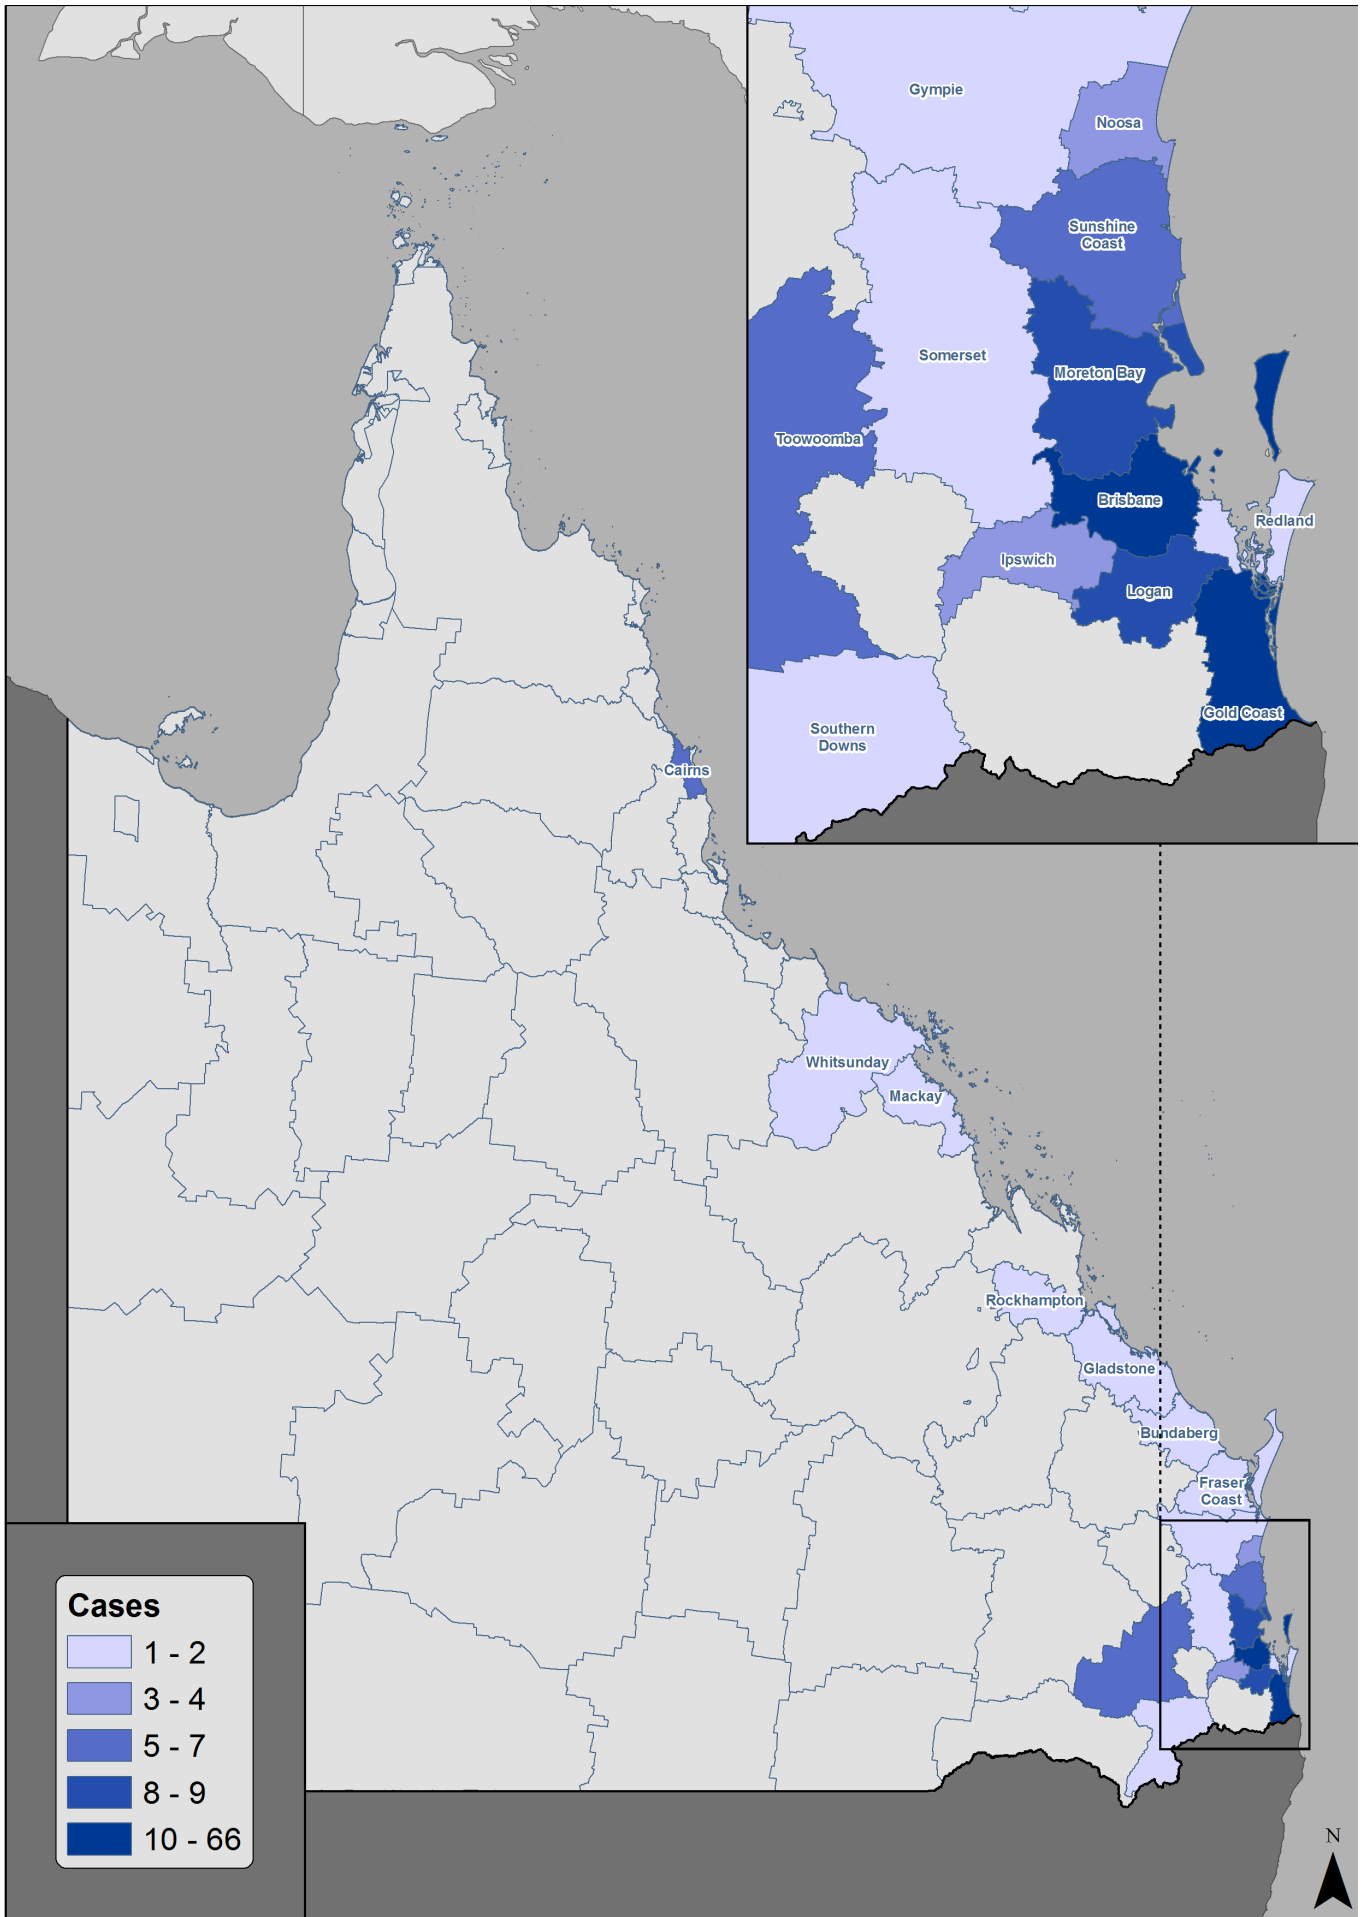 Gympie
Noosa
Sunshine
Coast
Somerset
Moreton Bay
Toowoomba
Brisbane
Redland
Ipswich
Logan
Gold Coast
Southern
Downs
Cairns
Whitsunday
Mackay
Rockhampton
Gladstone
Bundaberg
Fraser
Coast
Cases
1 - 2
3 - 4
5 - 7
8 - 9
10 - 66
N